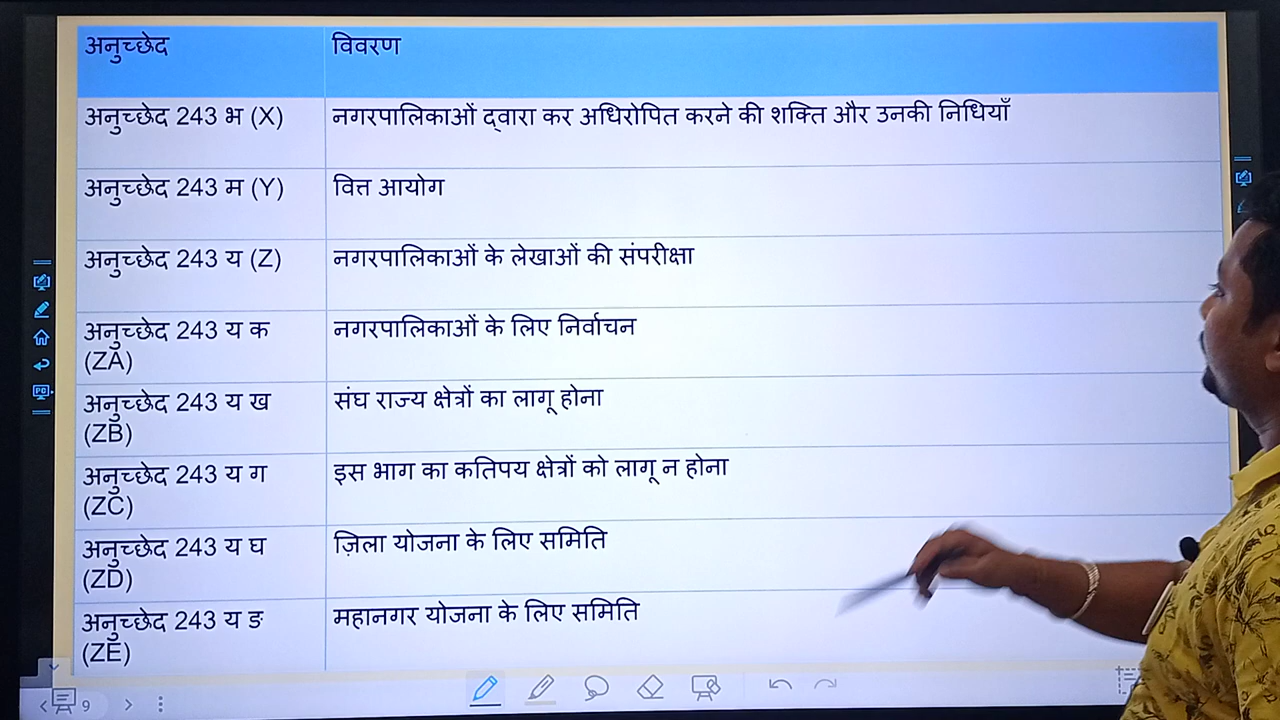 अनुच्छेद विवरण
अनुच्छेद 243 भ (X) नगरपालिकाओं द्वारा कर अधिरोपित करने की शक्ति और उनकी निधियाँ
अनुच्छेद 243 म (Y) वित्त आयोग
अनुच्छेद 243 य (Z) नगरपालिकाओं के लेखाओं की संपरीक्षा
अनुच्छेद 243 य क नगरपालिकाओं के लिए निर्वाचन
(ZA)
अनुच्छेद 243 य ख संघ राज्य क्षेत्रों का लागू होना
(ZB)
अनुच्छेद 243 य ग इस भाग का कतिपय क्षेत्रों को लागू न होना
(ZC)
अनुच्छेद 243 य घ ज़िला योजना के लिए समिति
(ZD)
अनुच्छेद 243 य ङ महानगर योजना के लिए समिति
(ZE)
9